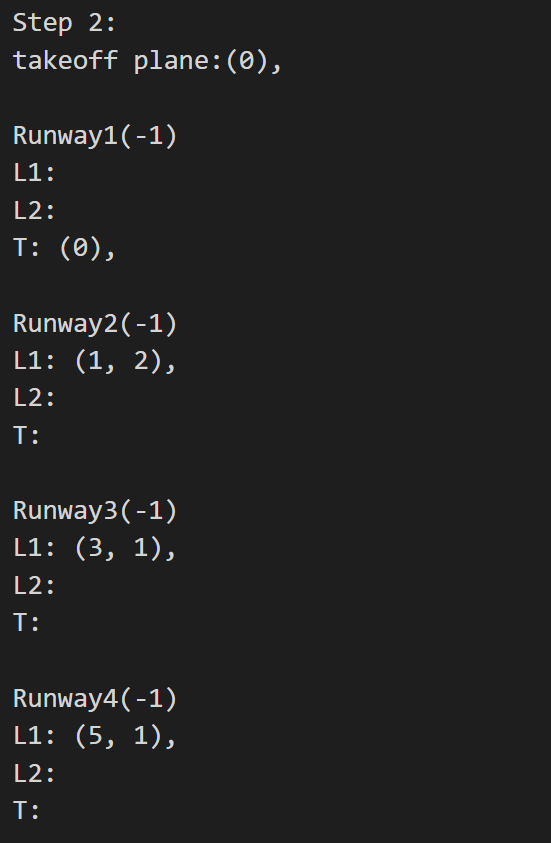 Step 2:
takeoff plane:(0),
Runway1(-1)
L1:
L2:
T: (0),
Runway2(-1)
L1: (1, 2),
L2:
T:
Runway3(-1)
L1: (3, 1),
L2:
T:
Runway4(-1)
L1: (5, 1),
L2:
T: